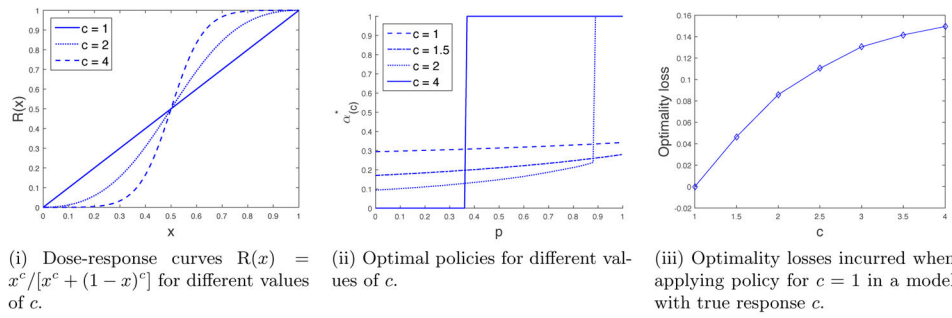 1
0.9
0.8
0.7
0.6
0.5
0.4
0.3
0.2
0.1
0
R(x)
c = 1
c = 2
c = 4
0 0.1 0.2 0.3 0.4 0.5 0.6 0.7 0.8 0.9 1
x
1
0.9
0.8
0.7
0.6
0.5
0.4
0.3
0.2
0.1
0
α*(c)
c = 1
c = 1.5
c = 2
c = 4
0 0.1 0.2 0.3 0.4 0.5 0.6 0.7 0.8 0.9 1
p
0.16
0.14
0.12
0.1
0.08
0.06
0.04
0.02
0
-0.02
Optimality loss
1 1.5 2 2.5 3 3.5 4
c
(i) Dose-response curves R(x) =
x^c/[x^c + (1 − x)^c] for different values
of c.
(ii) Optimal policies for different val-
ues of c.
(iii) Optimality losses incurred when
applying policy for c = 1 in a model
with true response c.